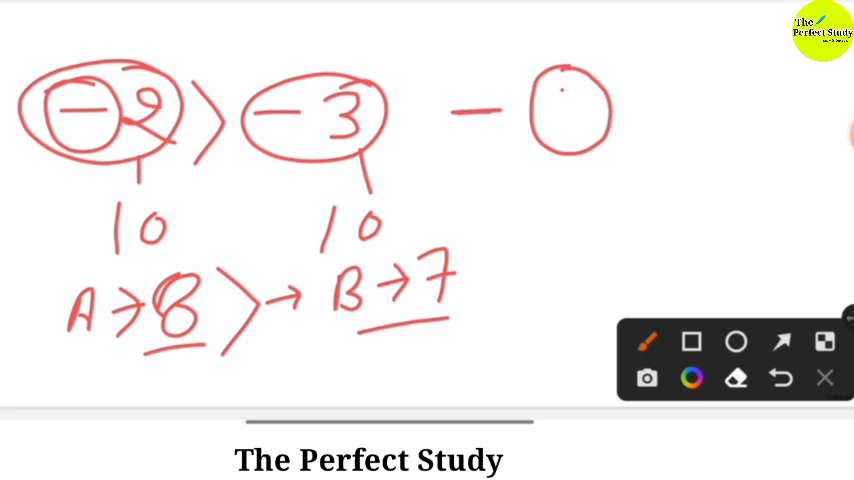 The
Perfect Study
-2 > -3 - 0
10 10
A → 8 > → B → 7
The Perfect Study